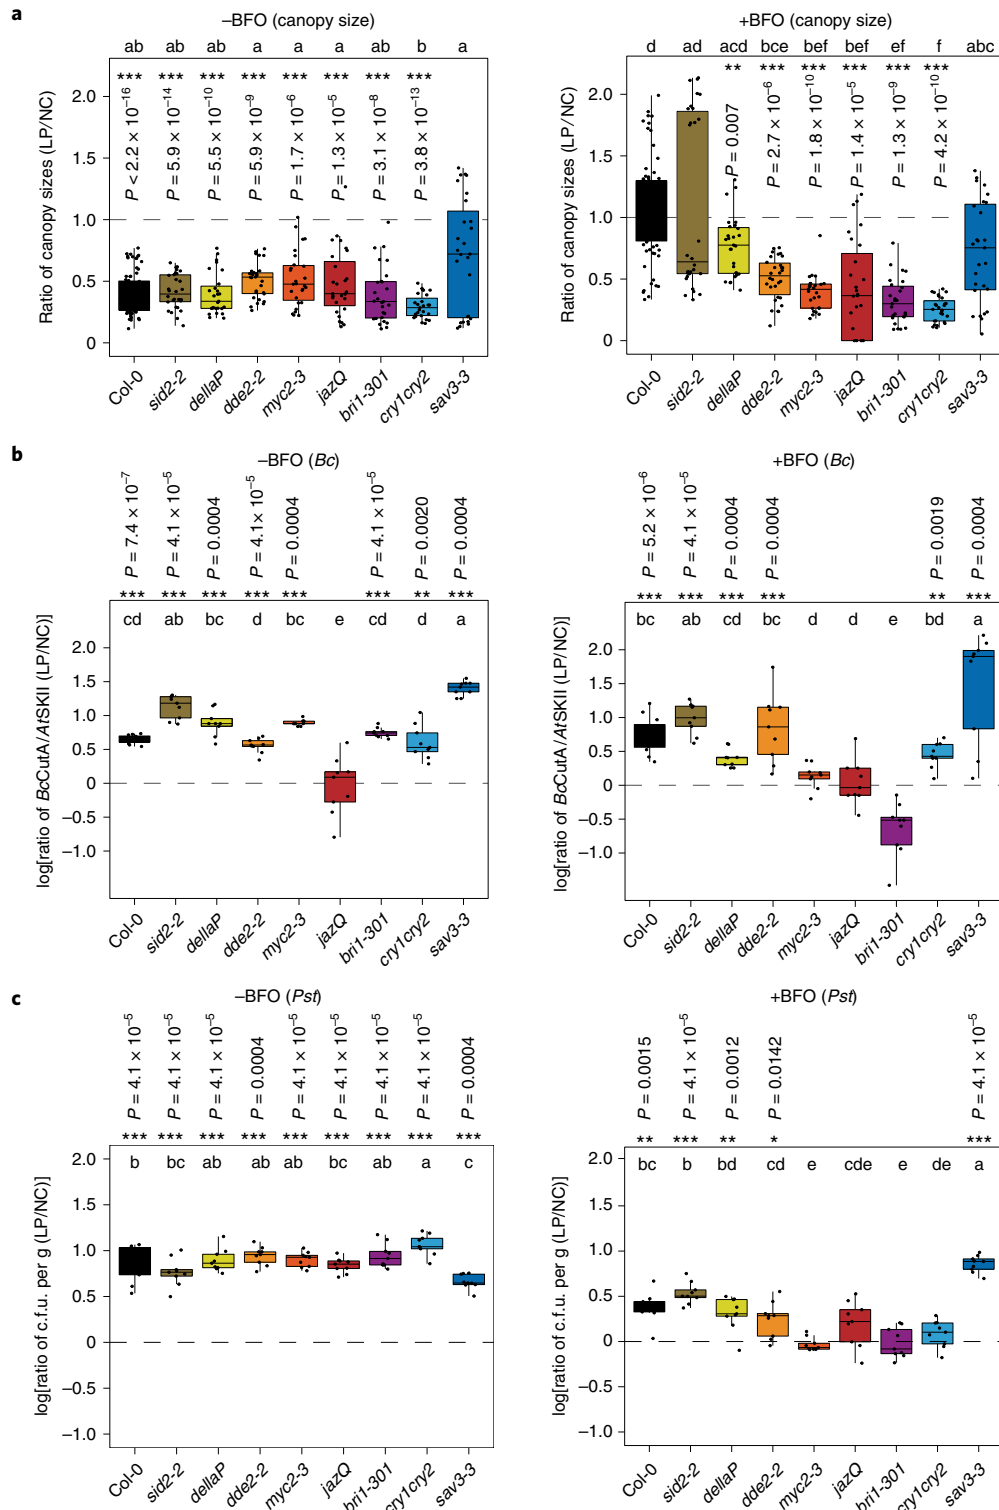 a
–BFO (canopy size)
ab ab ab a a a ab b a
*** *** *** *** *** *** *** ***
P < 2.2 × 10−16
P = 5.9 × 10−14
P = 5.5 × 10−10
P = 5.9 × 10−9
P = 1.7 × 10−6
P = 1.3 × 10−5
P = 3.1 × 10−8
P = 3.8 × 10−13
Ratio of canopy sizes (LP/NC)
2.0
1.5
1.0
0.5
0
Col-0 sid2-2 dellaP dde2-2 myc2-3 jazQ bri1-301 cry1cry2 sav3-3
+BFO (canopy size)
d ad acd bce bef bef ef f abc
** *** *** *** *** ***
P = 0.007
P = 2.7 × 10−6
P = 1.8 × 10−10
P = 1.4 × 10−5
P = 1.3 × 10−9
P = 4.2 × 10−10
Ratio of canopy sizes (LP/NC)
2.0
1.5
1.0
0.5
0
Col-0 sid2-2 dellaP dde2-2 myc2-3 jazQ bri1-301 cry1cry2 sav3-3
b
–BFO (Bc)
P = 7.4 × 10−7
P = 4.1 × 10−5
P = 0.0004
P = 4.1 × 10−5
P = 0.0004
P = 4.1 × 10−5
P = 0.0020
P = 0.0004
*** *** *** *** *** *** ** ***
cd ab bc d bc e cd d a
log[ratio of BcCutA/AtSKII (LP/NC)]
2.0
1.5
1.0
0.5
0
−0.5
−1.0
Col-0 sid2-2 dellaP dde2-2 myc2-3 jazQ bri1-301 cry1cry2 sav3-3
+BFO (Bc)
P = 5.2 × 10−6
P = 4.1 × 10−5
P = 0.0004
P = 0.0004
P = 0.0019
P = 0.0004
*** *** *** *** ** ***
bc ab cd bc d d e bd a
log[ratio of BcCutA/AtSKII (LP/NC)]
2.0
1.5
1.0
0.5
0
−0.5
−1.0
Col-0 sid2-2 dellaP dde2-2 myc2-3 jazQ bri1-301 cry1cry2 sav3-3
c
–BFO (Pst)
P = 4.1 × 10−5
P = 4.1 × 10−5
P = 4.1 × 10−5
P = 0.0004
P = 4.1 × 10−5
P = 4.1 × 10−5
P = 4.1 × 10−5
P = 4.1 × 10−5
P = 0.0004
*** *** *** *** *** *** *** *** ***
b bc ab ab ab bc ab a c
log[ratio of c.f.u. per g (LP/NC)]
2.0
1.5
1.0
0.5
0
−0.5
−1.0
Col-0 sid2-2 dellaP dde2-2 myc2-3 jazQ bri1-301 cry1cry2 sav3-3
+BFO (Pst)
P = 0.0015
P = 4.1 × 10−5
P = 0.0012
P = 0.0142
P = 4.1 × 10−5
** *** ** * ***
bc b bd cd e cde e de a
log[ratio of c.f.u. per g (LP/NC)]
2.0
1.5
1.0
0.5
0
−0.5
−1.0
Col-0 sid2-2 dellaP dde2-2 myc2-3 jazQ bri1-301 cry1cry2 sav3-3